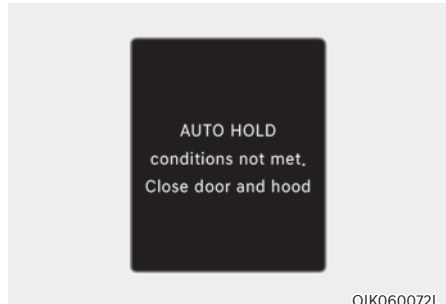 AUTO HOLD
conditions not met.
Close door and hood
OIK060072L